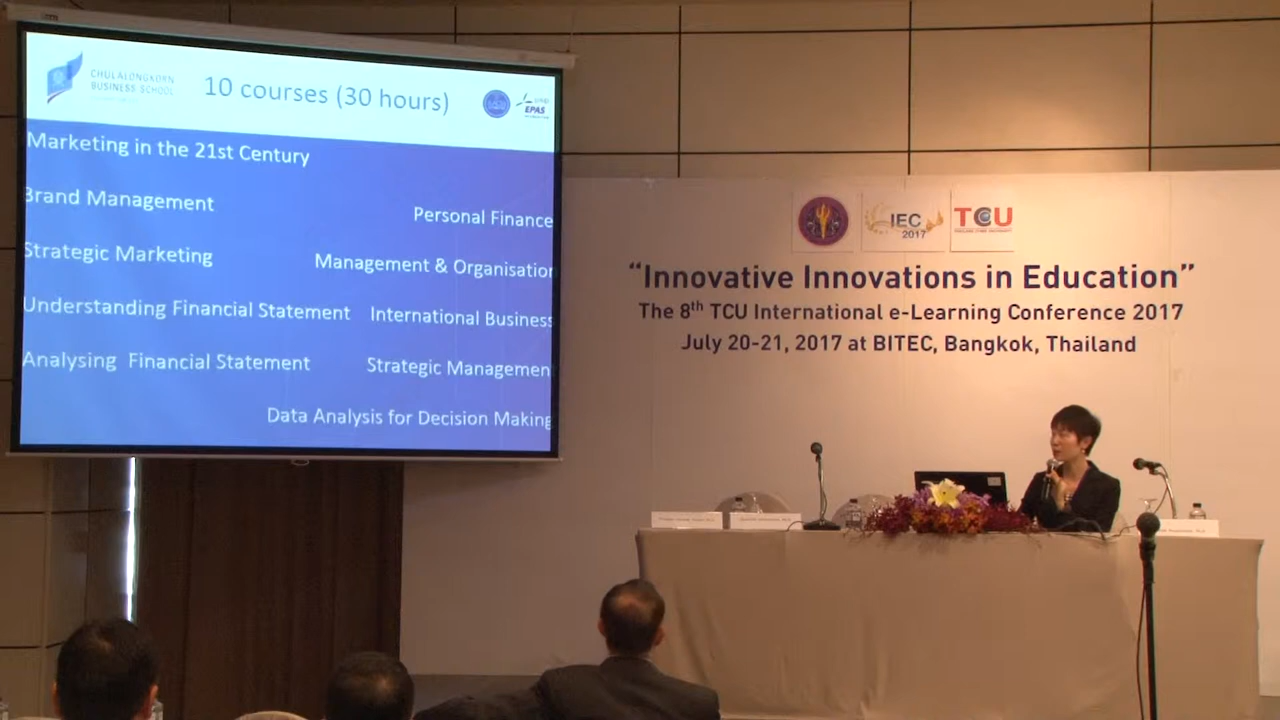 CHULALONGKORN
BUSINESS SCHOOL
10 courses (30 hours)
EPAS
Marketing in the 21st Century
Brand Management
Personal Finance
Strategic Marketing
Management & Organisation
Understanding Financial Statement
International Business
Analysing Financial Statement
Strategic Managemen
Data Analysis for Decision Making
IEC
2017
TCU
THAILAND CYBER UNIVERSITY
“Innovative Innovations in Education”
The 8th TCU International e-Learning Conference 2017
July 20-21, 2017 at BITEC, Bangkok, Thailand